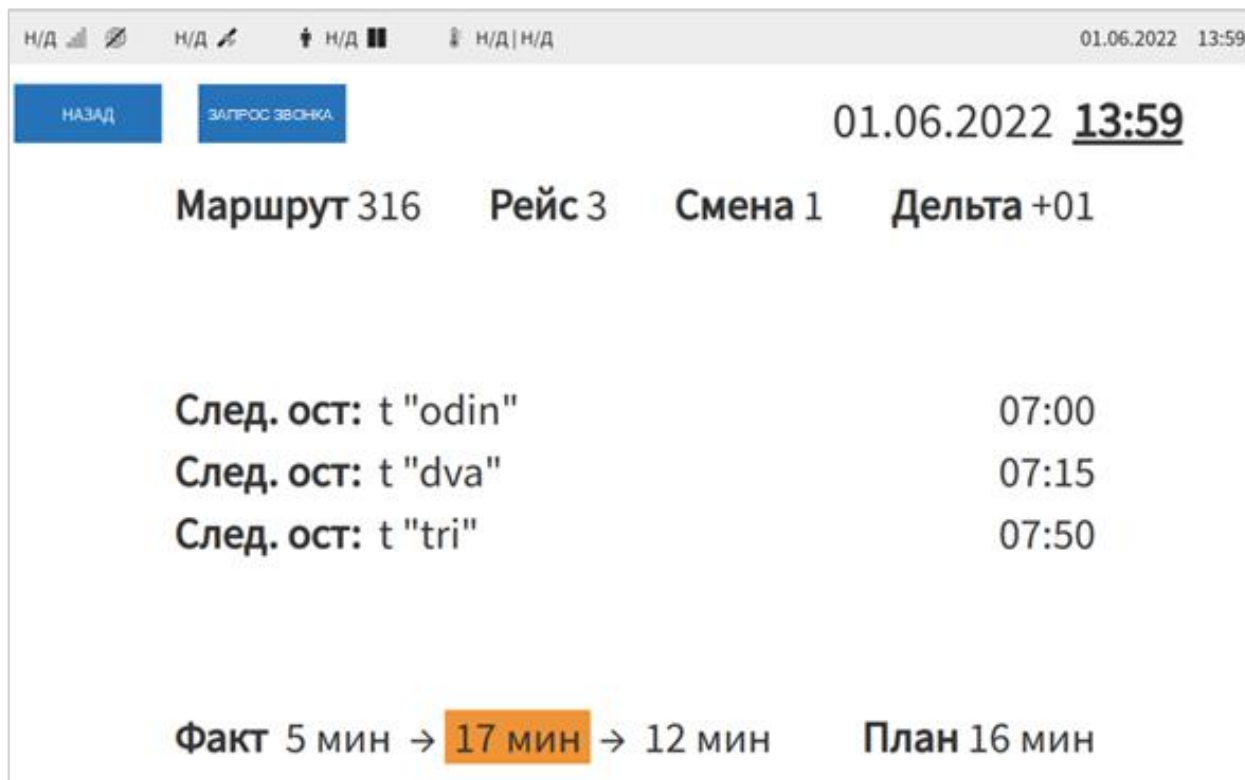 н/д н/д н/д н/д|н/д 01.06.2022 13:59
НАЗАД ЗАПРОС ЗВОНКА 01.06.2022 13:59
Маршрут 316 Рейс 3 Смена 1 Дельта +01
След. ост: t "odin" 07:00
След. ост: t "dva" 07:15
След. ост: t "tri" 07:50
Факт 5 мин → 17 мин → 12 мин План 16 мин